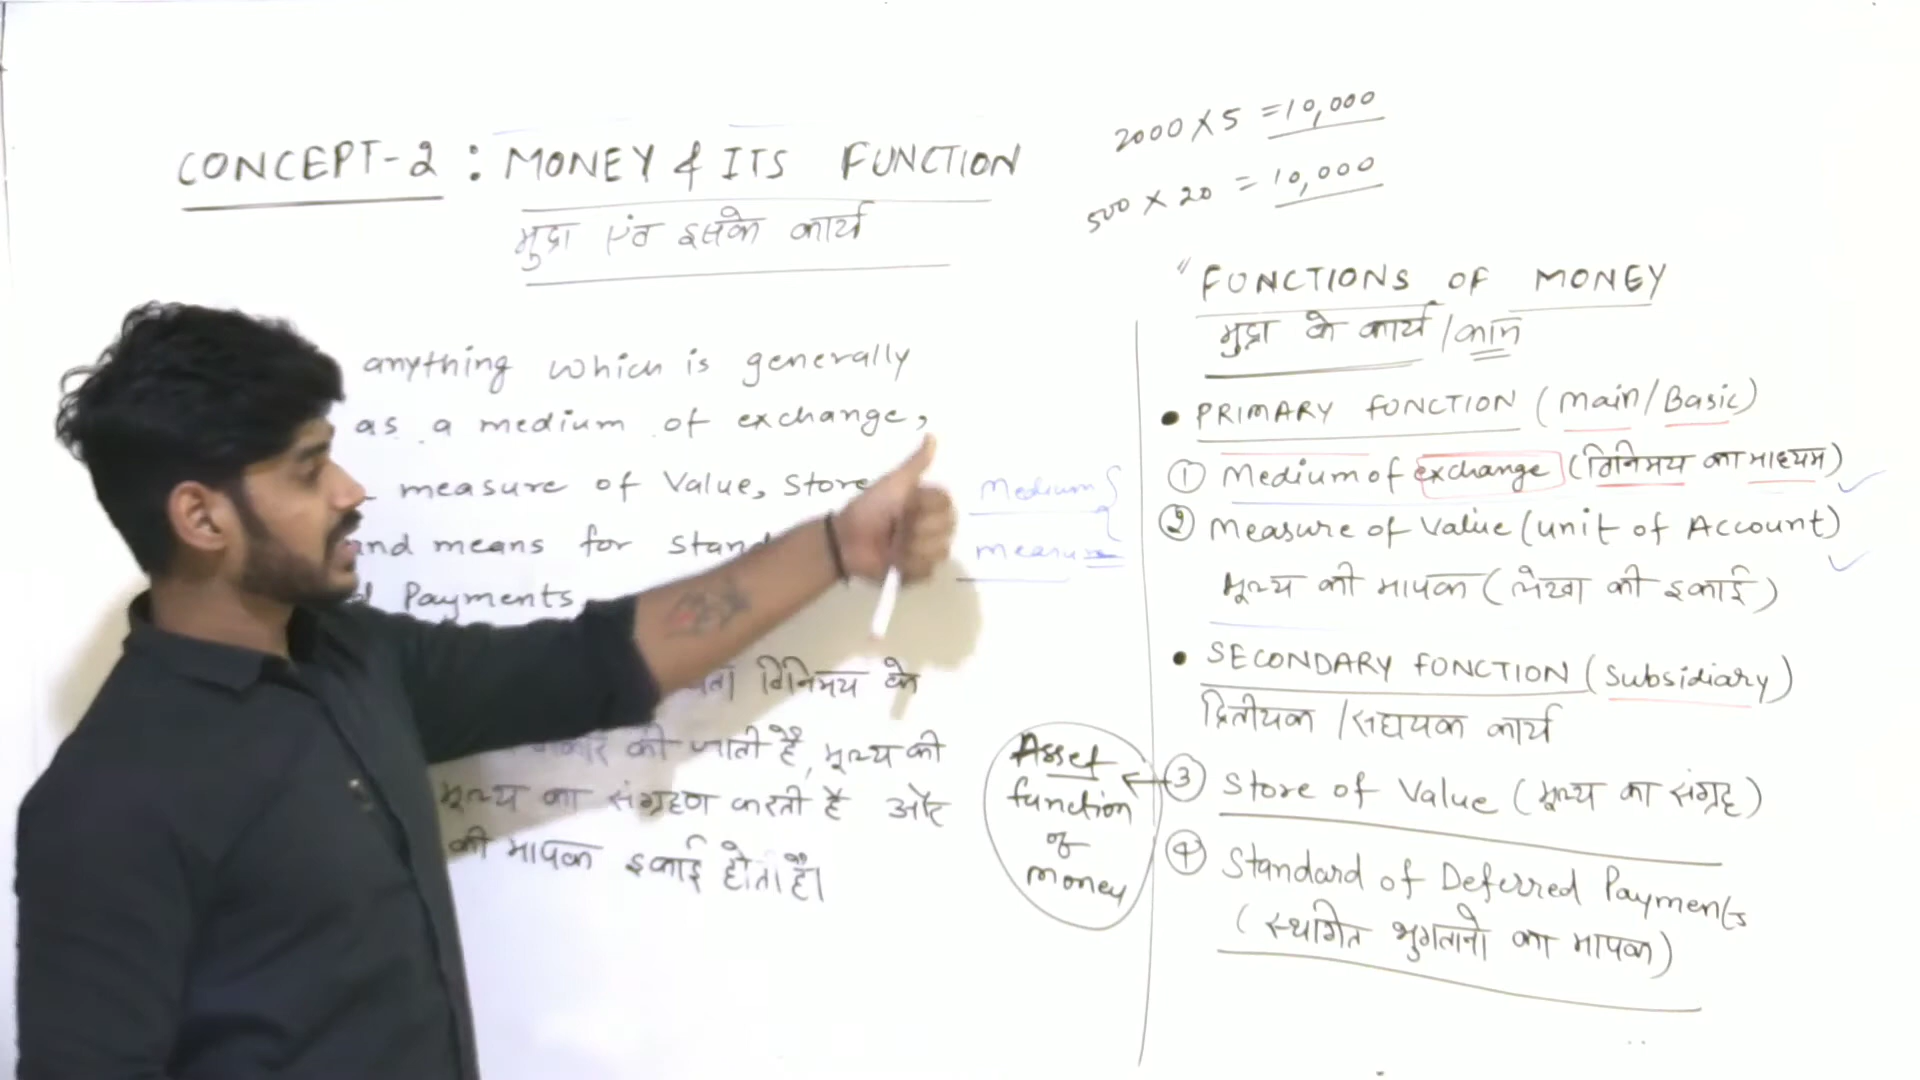 CONCEPT-2 : MONEY & ITS FUNCTION
मुद्रा एंव इसके कार्य
anything which is generally
as a medium of exchange,
measure of Value, Store
and means for
Payments
विनिमय के
की जाती है, मूल्य की
मूल्य का संग्रहण करती है और
की मापक इकाई होता है।
Medium
measure
2000 X 5 = 10,000
500 X 20 = 10,000
" FUNCTIONS OF MONEY
मुद्रा के कार्य / काम
• PRIMARY FUNCTION (Main/Basic)
① Medium of exchange (विनिमय का माध्यम)
② Measure of Value (unit of Account)
मूल्य की मापक (लेखा की इकाई)
• SECONDARY FUNCTION (Subsidiary)
द्वितीयक / सहायक कार्य
③ Store of Value (मूल्य का संग्रह)
④ Standard of Deferred Payments
(स्थगित भुगतानो का मापक)
Asset
function
of
money